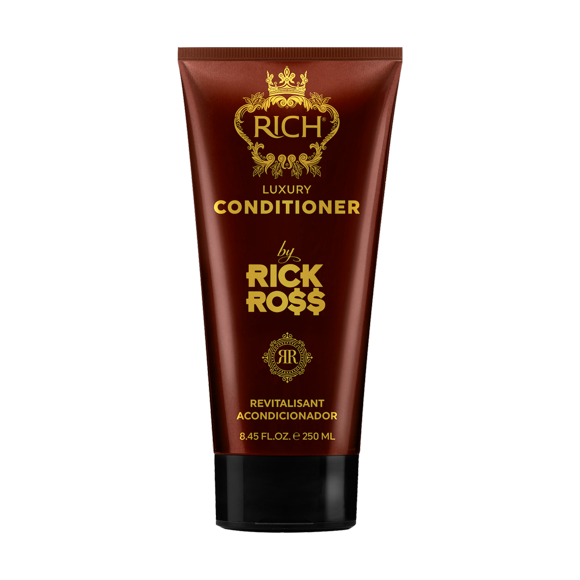 RICH®
LUXURY
CONDITIONER
by
RICK
RO$$
RR
REVITALISANT
ACONDICIONADOR
8.45 FL.OZ. ℮ 250 ML